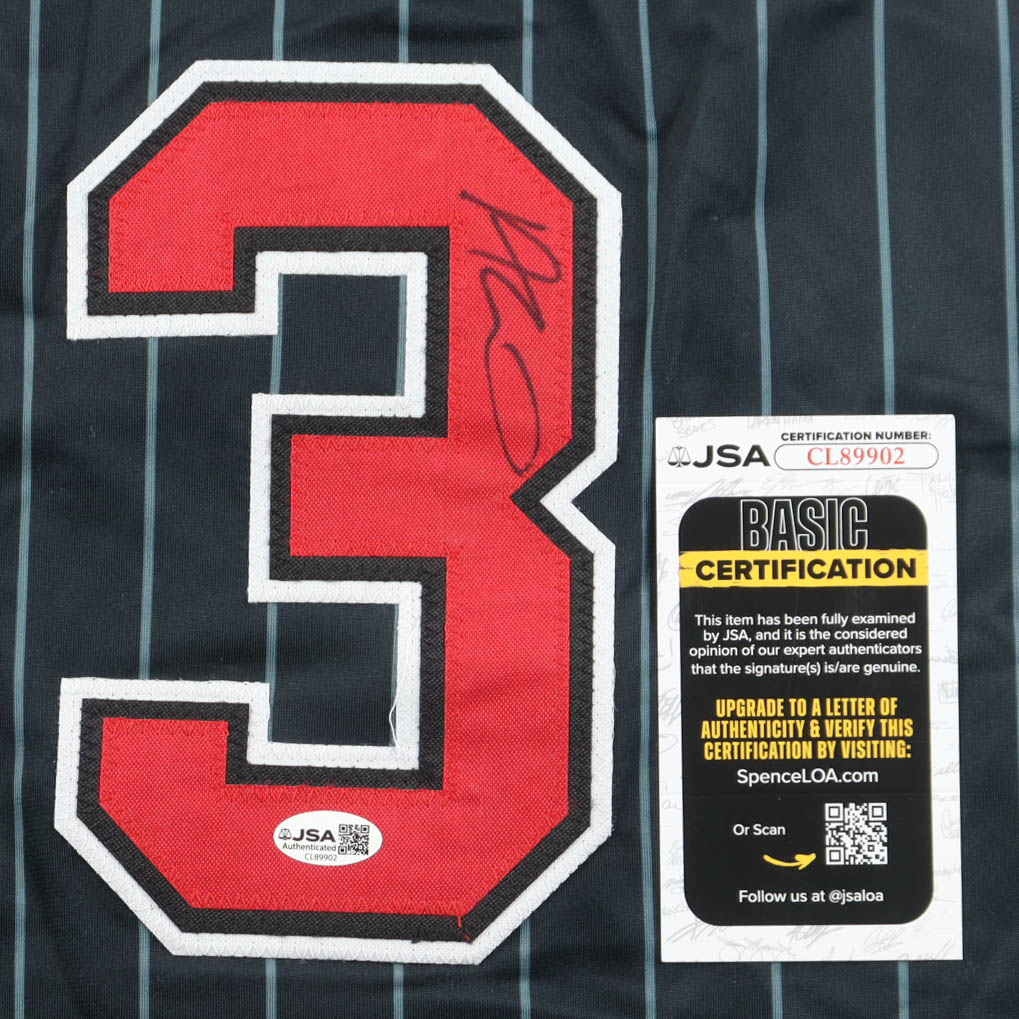 3
JSA
Authenticated
CL89902
JSA
CERTIFICATION NUMBER:
CL89902
BASIC
CERTIFICATION
This item has been fully examined
by JSA, and it is the considered
opinion of our expert authenticators
that the signature(s) is/are genuine.
UPGRADE TO A LETTER OF
AUTHENTICITY & VERIFY THIS
CERTIFICATION BY VISITING:
SpenceLOA.com
Or Scan
Follow us at @jsaloa